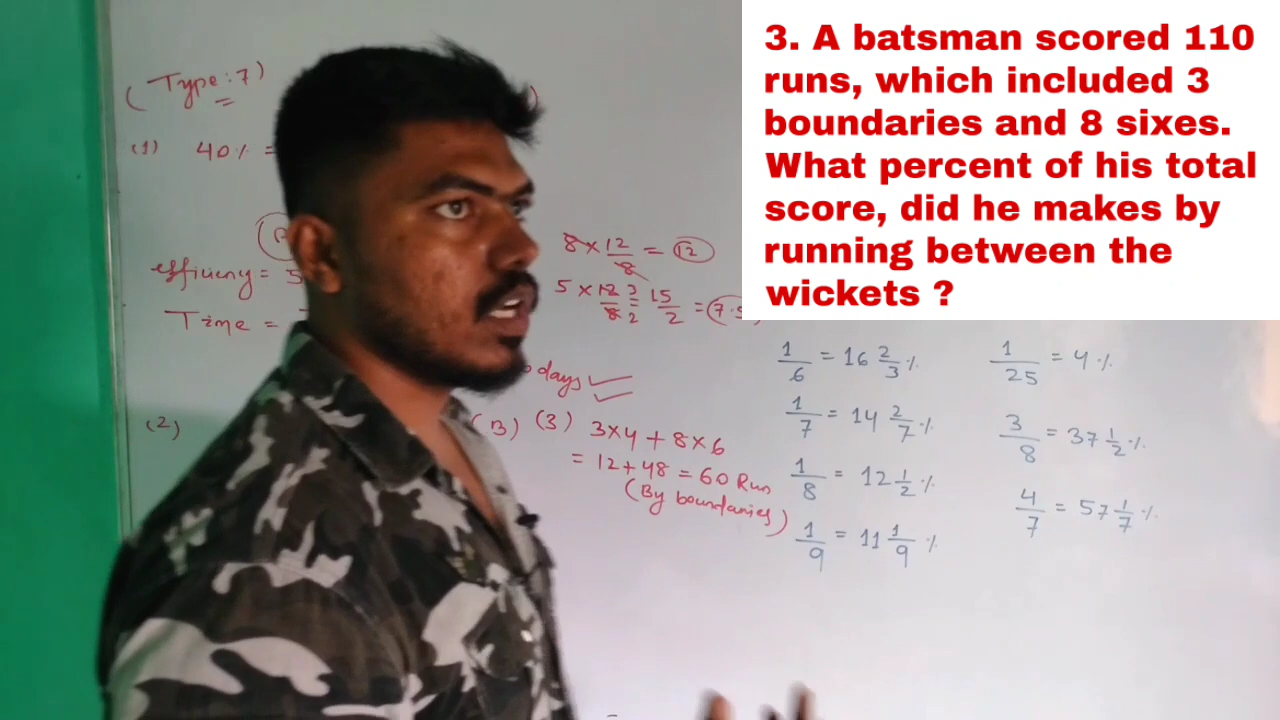 3. A batsman scored 110
runs, which included 3
boundaries and 8 sixes.
What percent of his total
score, did he makes by
running between the
wickets ?
(Type:7)
(1) 40% =
effiuny = 5
Time =
8 × 12/8 = 12
5 × 12/8 = 15/2 = 7.5
days
(2)
(B) (3) 3×4 + 8×6
= 12+48 = 60 Run
(By boundaries)
1/6 = 16 2/3 %
1/7 = 14 2/7 %
1/8 = 12 1/2 %
1/9 = 11 1/9 %
1/25 = 4 %
3/8 = 37 1/2 %
4/7 = 57 1/7 %